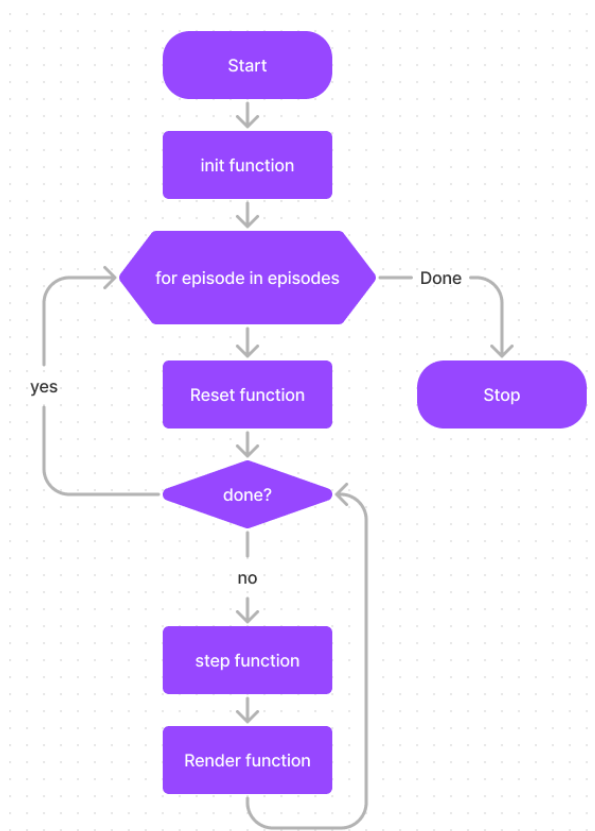 Start
init function
for episode in episodes
Done
Reset function
Stop
yes
done?
no
step function
Render function